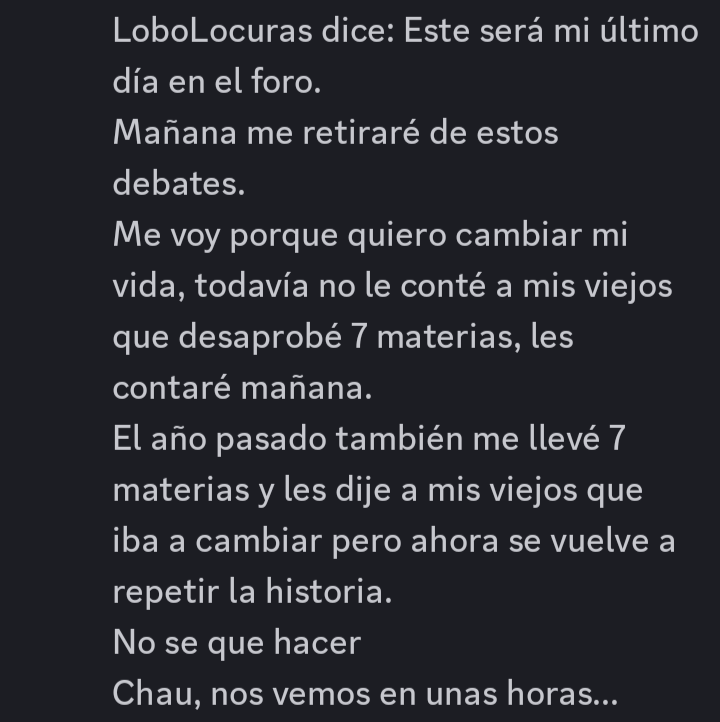 LoboLocuras dice: Este será mi último
día en el foro.
Mañana me retiraré de estos
debates.
Me voy porque quiero cambiar mi
vida, todavía no le conté a mis viejos
que desaprobé 7 materias, les
contaré mañana.
El año pasado también me llevé 7
materias y les dije a mis viejos que
iba a cambiar pero ahora se vuelve a
repetir la historia.
No se que hacer
Chau, nos vemos en unas horas...